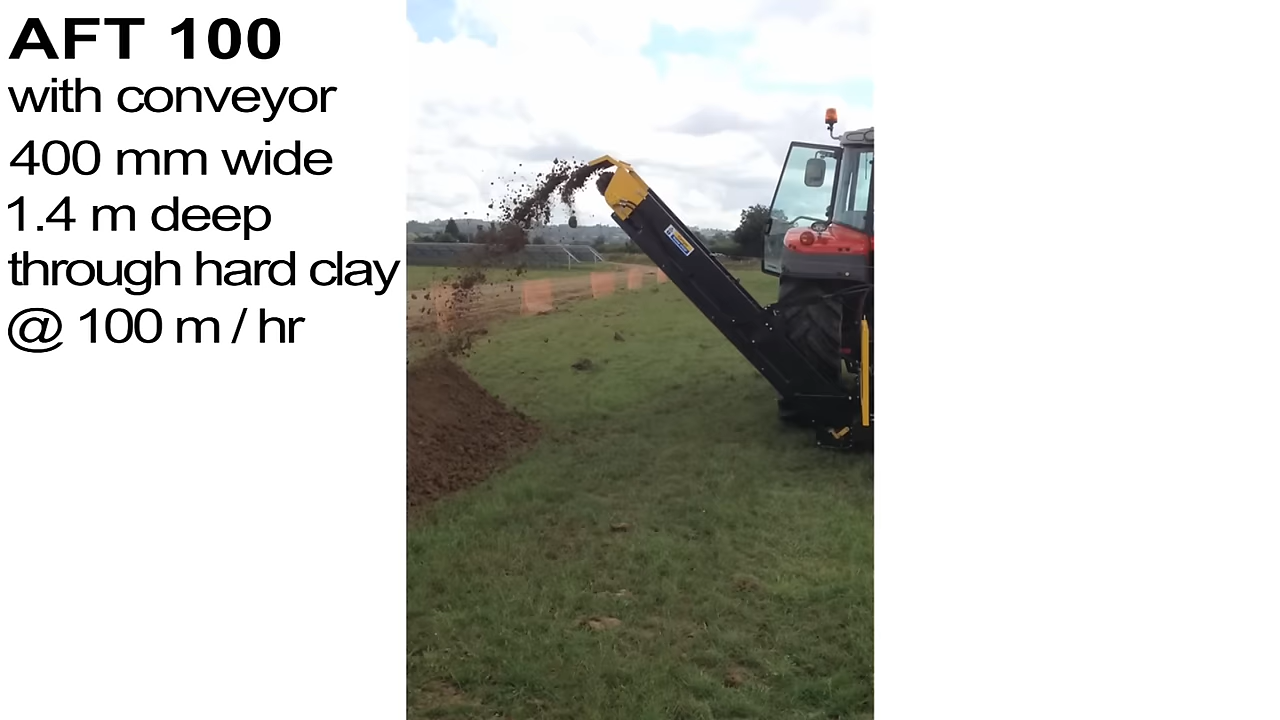 AFT 100
with conveyor
400 mm wide
1.4 m deep
through hard clay
@ 100 m / hr